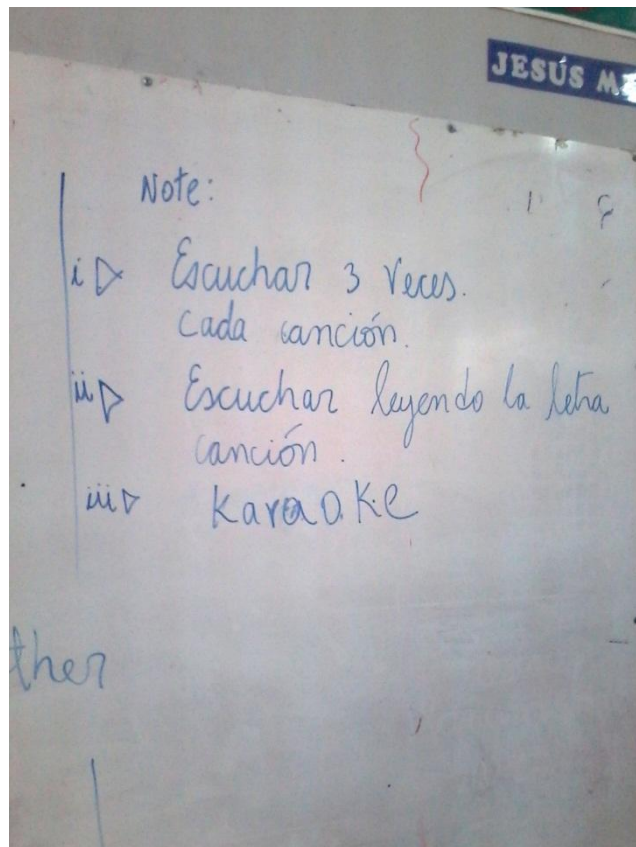 JESÚS
Note:
i ▷ Escuchar 3 Veces.
Cada canción.
ii ▷ Escuchar leyendo la letra
canción.
iii ▷ Karaoke
ther